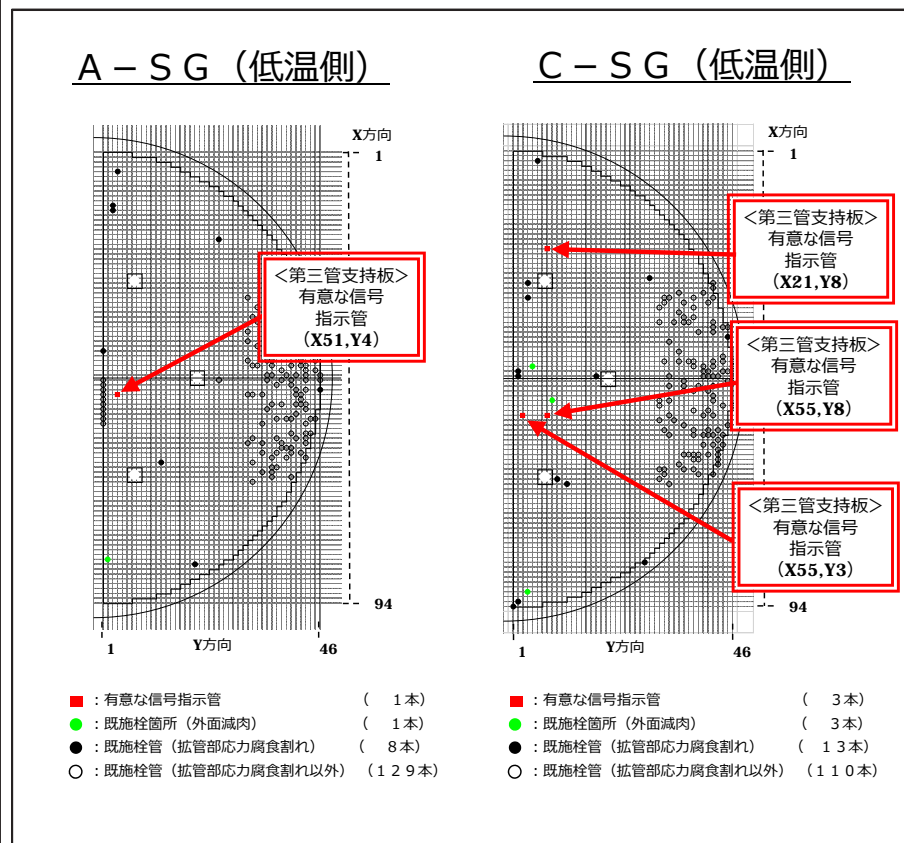 A－SG（低温側）
X方向
1
＜第三管支持板＞
有意な信号
指示管
（X51,Y4）
94
1
Y方向
46
■：有意な信号指示管　（　1本）
●：既施栓箇所（外面減肉）　（　1本）
●：既施栓管（拡管部応力腐食割れ）　（　8本）
○：既施栓管（拡管部応力腐食割れ以外）（129本）
C－SG（低温側）
X方向
1
＜第三管支持板＞
有意な信号
指示管
（X21,Y8）
＜第三管支持板＞
有意な信号
指示管
（X55,Y8）
＜第三管支持板＞
有意な信号
指示管
（X55,Y3）
94
1
Y方向
46
■：有意な信号指示管　（　3本）
●：既施栓箇所（外面減肉）　（　3本）
●：既施栓管（拡管部応力腐食割れ）　（　13本）
○：既施栓管（拡管部応力腐食割れ以外）（110本）